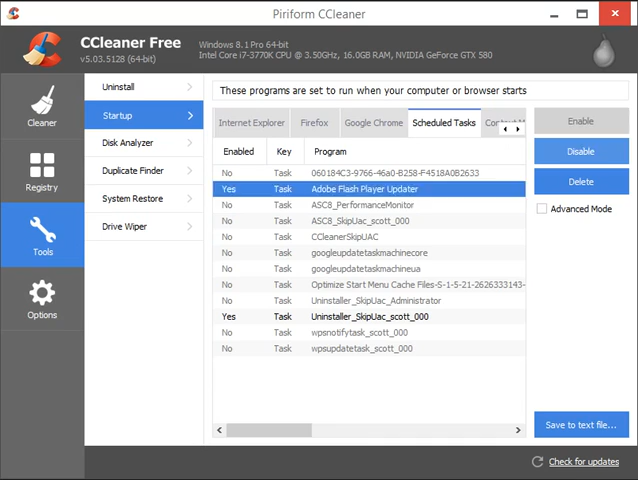 Piriform CCleaner
CCleaner Free
v5.03.5128 (64-bit)
Windows 8.1 Pro 64-bit
Intel Core i7-3770K CPU @ 3.50GHz, 16.0GB RAM, NVIDIA GeForce GTX 580
Cleaner
Registry
Tools
Options
Uninstall
Startup
Disk Analyzer
Duplicate Finder
System Restore
Drive Wiper
These programs are set to run when your computer or browser starts
Internet Explorer Firefox Google Chrome Scheduled Tasks Context M
Enabled Key Program
No Task 060184C3-9766-46a0-B258-F4518A0B2633
Yes Task Adobe Flash Player Updater
No Task ASC8_PerformanceMonitor
No Task ASC8_SkipUac_scott_000
No Task CCleanerSkipUAC
No Task googleupdatetaskmachinecore
No Task googleupdatetaskmachineua
No Task Optimize Start Menu Cache Files-S-1-5-21-2626333143-
No Task Uninstaller_SkipUac_Administrator
Yes Task Uninstaller_SkipUac_scott_000
No Task wpsnotifytask_scott_000
No Task wpsupdatetask_scott_000
Enable
Disable
Delete
Advanced Mode
Save to text file...
Check for updates